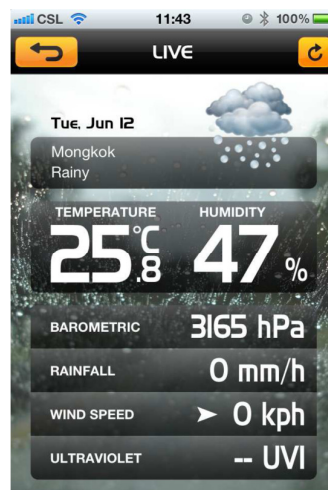 CSL 11:43 100%
LIVE
Tue, Jun 12
Mongkok
Rainy
TEMPERATURE HUMIDITY
25.8 °C 47 %
BAROMETRIC 3165 hPa
RAINFALL 0 mm/h
WIND SPEED 0 kph
ULTRAVIOLET -- UVI